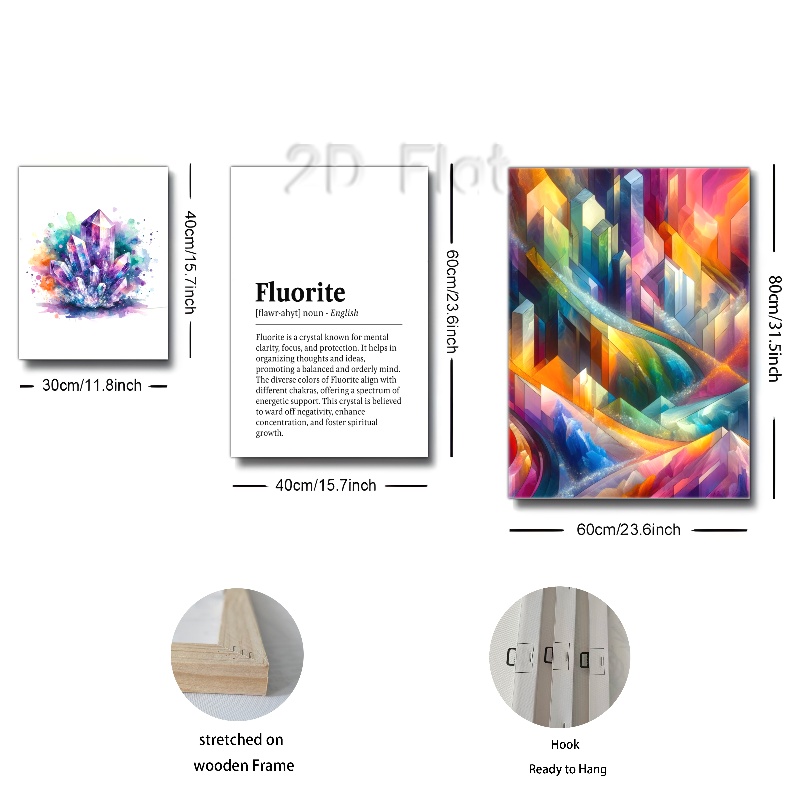 2D Flat
40cm/15.7inch
30cm/11.8inch
Fluorite
[flawr-ahyt] noun - English
Fluorite is a crystal known for mental
clarity, focus, and protection. It helps in
organizing thoughts and ideas,
promoting a balanced and orderly mind.
The diverse colors of Fluorite align with
different chakras, offering a spectrum of
energetic support. This crystal is believed
to ward off negativity, enhance
concentration, and foster spiritual
growth.
60cm/23.6inch
40cm/15.7inch
80cm/31.5inch
60cm/23.6inch
stretched on
wooden Frame
Hook
Ready to Hang